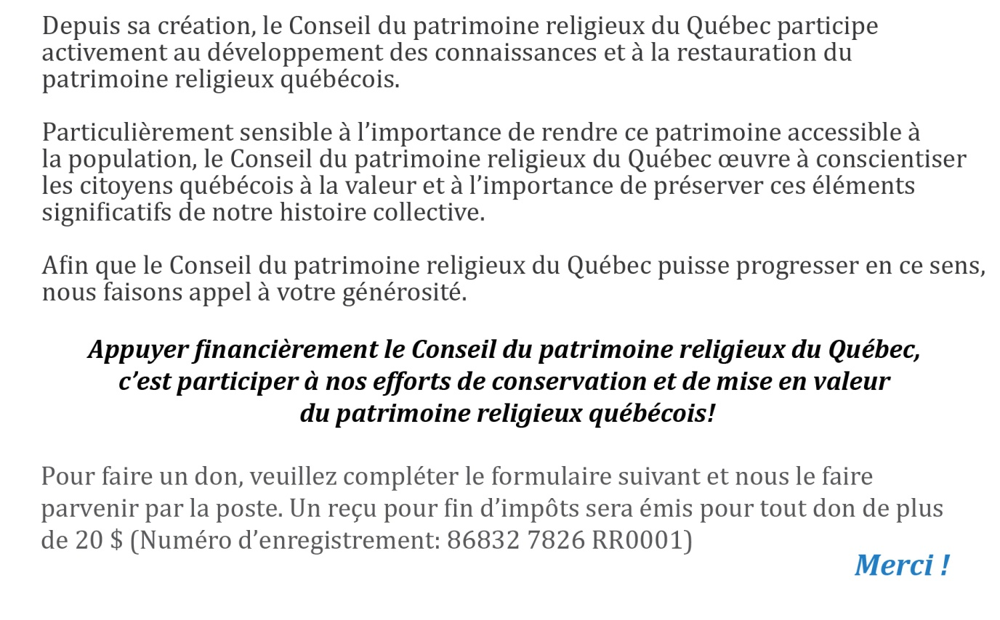 Depuis sa création, le Conseil du patrimoine religieux du Québec participe
activement au développement des connaissances et à la restauration du
patrimoine religieux québécois.
Particulièrement sensible à l’importance de rendre ce patrimoine accessible à
la population, le Conseil du patrimoine religieux du Québec œuvre à conscientiser
les citoyens québécois à la valeur et à l’importance de préserver ces éléments
significatifs de notre histoire collective.
Afin que le Conseil du patrimoine religieux du Québec puisse progresser en ce sens,
nous faisons appel à votre générosité.
Appuyer financièrement le Conseil du patrimoine religieux du Québec,
c’est participer à nos efforts de conservation et de mise en valeur
du patrimoine religieux québécois!
Pour faire un don, veuillez compléter le formulaire suivant et nous le faire
parvenir par la poste. Un reçu pour fin d’impôts sera émis pour tout don de plus
de 20 $ (Numéro d’enregistrement: 86832 7826 RR0001)
Merci !